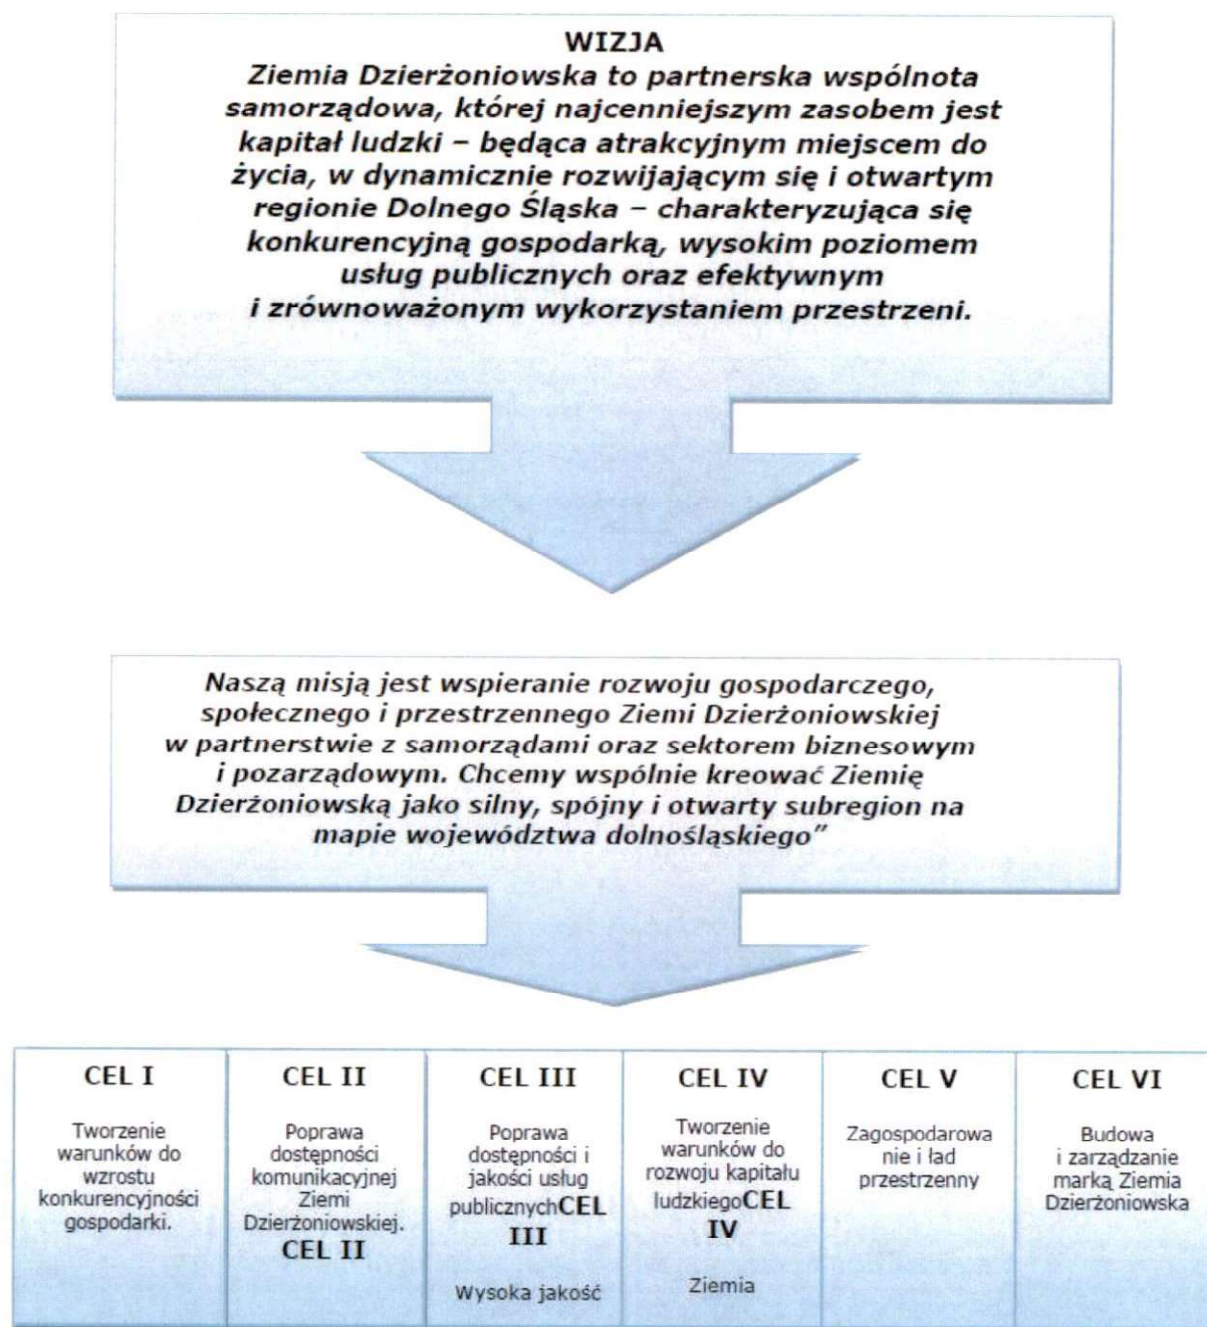 WIZJA
Ziemia Dzierżoniowska to partnerska wspólnota
samorządowa, której najcenniejszym zasobem jest
kapitał ludzki – będąca atrakcyjnym miejscem do
życia, w dynamicznie rozwijającym się i otwartym
regionie Dolnego Śląska – charakteryzująca się
konkurencyjną gospodarką, wysokim poziomem
usług publicznych oraz efektywnym
i zrównoważonym wykorzystaniem przestrzeni.
Naszą misją jest wspieranie rozwoju gospodarczego,
społecznego i przestrzennego Ziemi Dzierżoniowskiej
w partnerstwie z samorządami oraz sektorem biznesowym
i pozarządowym. Chcemy wspólnie kreować Ziemię
Dzierżoniowską jako silny, spójny i otwarty subregion na
mapie województwa dolnośląskiego”
CEL I
Tworzenie
warunków do
wzrostu
konkurencyjności
gospodarki.
CEL II
Poprawa
dostępności
komunikacyjnej
Ziemi
Dzierżoniowskiej.
CEL II
CEL III
Poprawa
dostępności i
jakości usług
publicznychCEL
III
Wysoka jakość
CEL IV
Tworzenie
warunków do
rozwoju kapitału
ludzkiegoCEL
IV
Ziemia
CEL V
Zagospodarowa
nie i ład
przestrzenny
CEL VI
Budowa
i zarządzanie
marką Ziemia
Dzierżoniowska